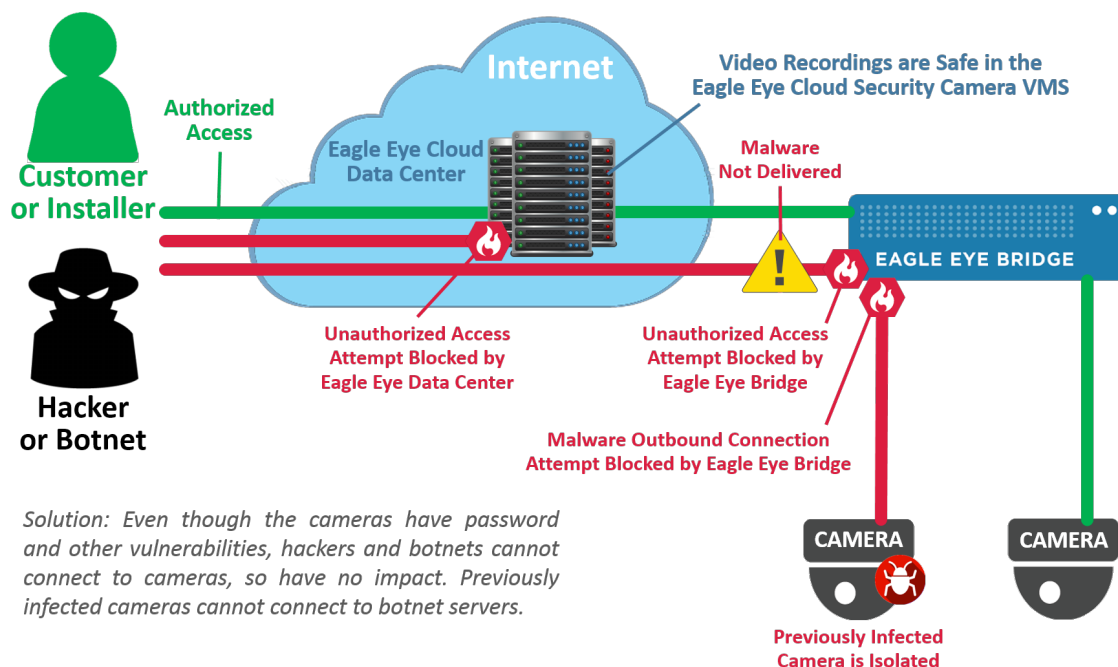 Internet
Video Recordings are Safe in the
Eagle Eye Cloud Security Camera VMS
Authorized
Access
Eagle Eye Cloud
Data Center
Malware
Not Delivered
Customer
or Installer
EAGLE EYE BRIDGE
Unauthorized Access
Attempt Blocked by
Eagle Eye Data Center
Unauthorized Access
Attempt Blocked by
Eagle Eye Bridge
Hacker
or Botnet
Malware Outbound Connection
Attempt Blocked by Eagle Eye Bridge
Solution: Even though the cameras have password
and other vulnerabilities, hackers and botnets cannot
connect to cameras, so have no impact. Previously
infected cameras cannot connect to botnet servers.
CAMERA
CAMERA
Previously Infected
Camera is Isolated